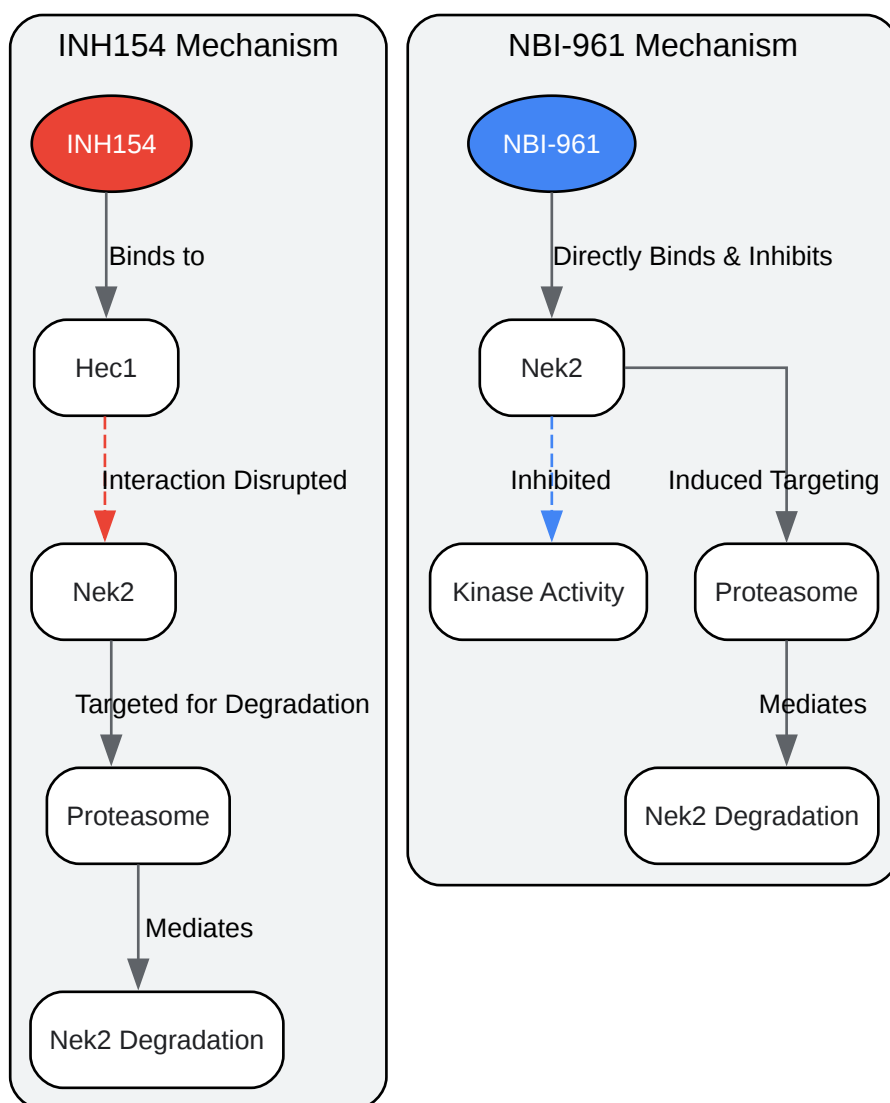 INH154 Mechanism
INH154
Binds to
Hec1
Interaction Disrupted
Nek2
Targeted for Degradation
Proteasome
Mediates
Nek2 Degradation
NBI-961 Mechanism
NBI-961
Directly Binds & Inhibits
Nek2
Inhibited
Induced Targeting
Kinase Activity
Proteasome
Mediates
Nek2 Degradation